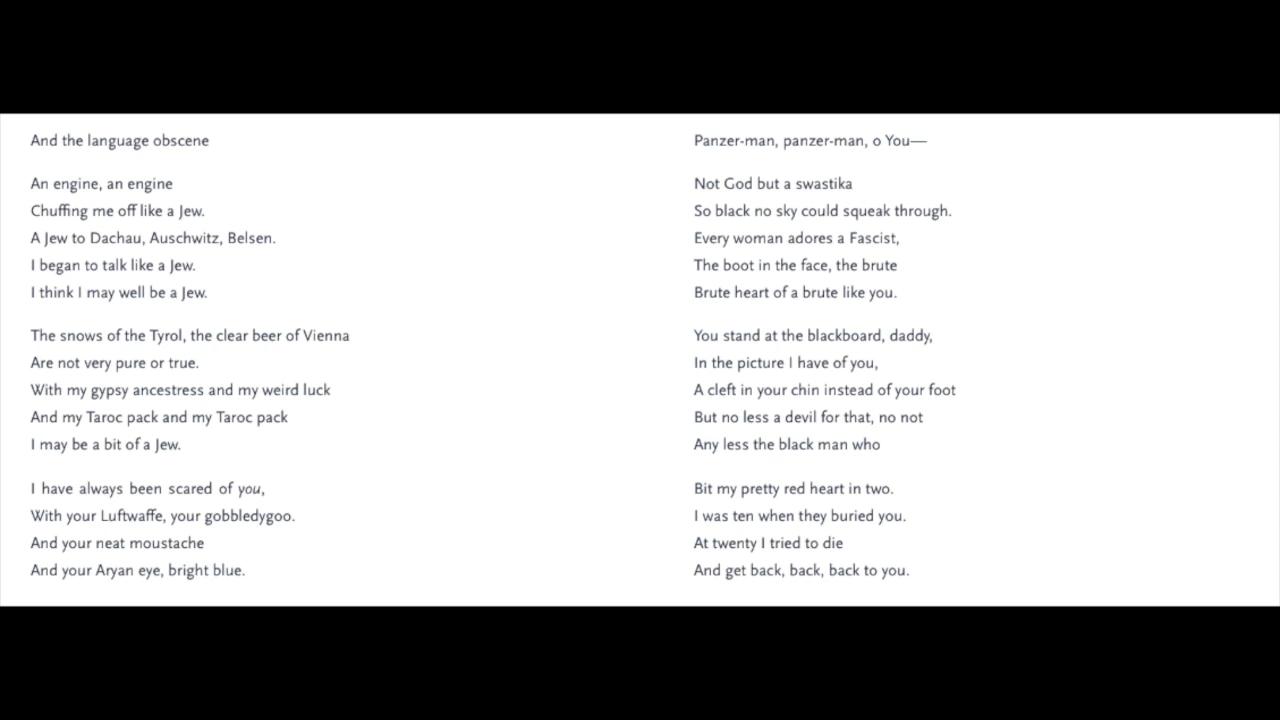 And the language obscene
An engine, an engine
Chuffing me off like a Jew.
A Jew to Dachau, Auschwitz, Belsen.
I began to talk like a Jew.
I think I may well be a Jew.
The snows of the Tyrol, the clear beer of Vienna
Are not very pure or true.
With my gypsy ancestress and my weird luck
And my Taroc pack and my Taroc pack
I may be a bit of a Jew.
I have always been scared of you,
With your Luftwaffe, your gobbledygoo.
And your neat moustache
And your Aryan eye, bright blue.
Panzer-man, panzer-man, o You—
Not God but a swastika
So black no sky could squeak through.
Every woman adores a Fascist,
The boot in the face, the brute
Brute heart of a brute like you.
You stand at the blackboard, daddy,
In the picture I have of you,
A cleft in your chin instead of your foot
But no less a devil for that, no not
Any less the black man who
Bit my pretty red heart in two.
I was ten when they buried you.
At twenty I tried to die
And get back, back, back to you.